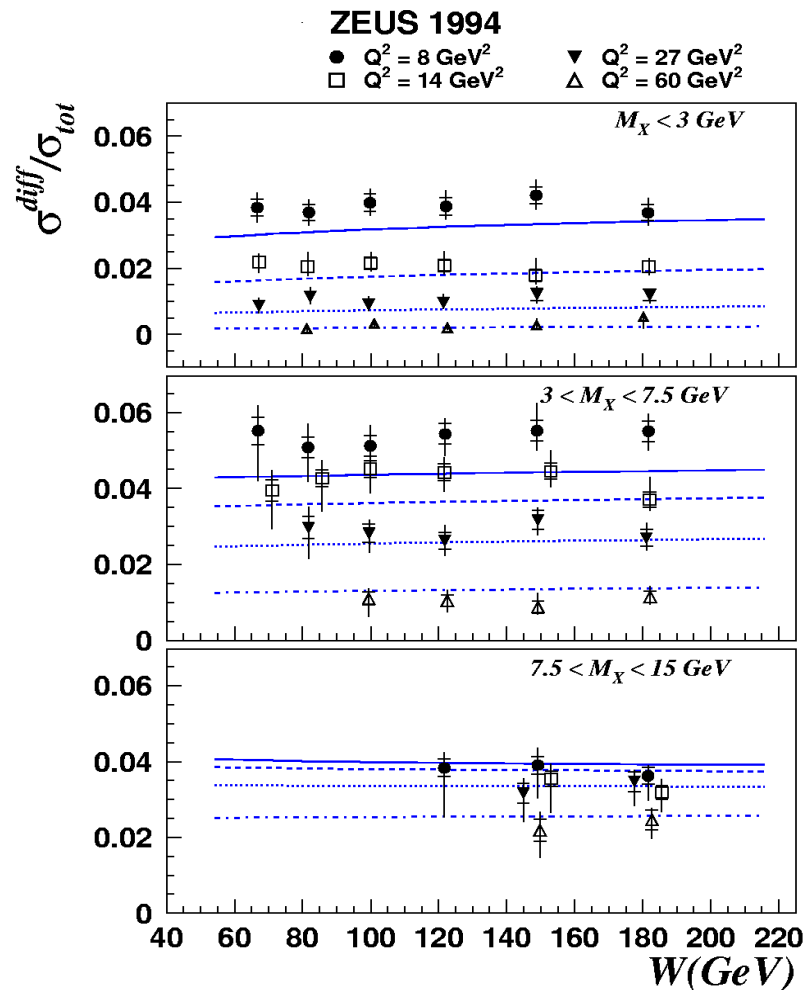 ZEUS 1994
Q² = 8 GeV² Q² = 27 GeV²
Q² = 14 GeV² Q² = 60 GeV²
σ^diff/σ_tot
M_X < 3 GeV
0.06
0.04
0.02
0
3 < M_X < 7.5 GeV
0.06
0.04
0.02
0
7.5 < M_X < 15 GeV
0.06
0.04
0.02
0
40 60 80 100 120 140 160 180 200 220
W(GeV)